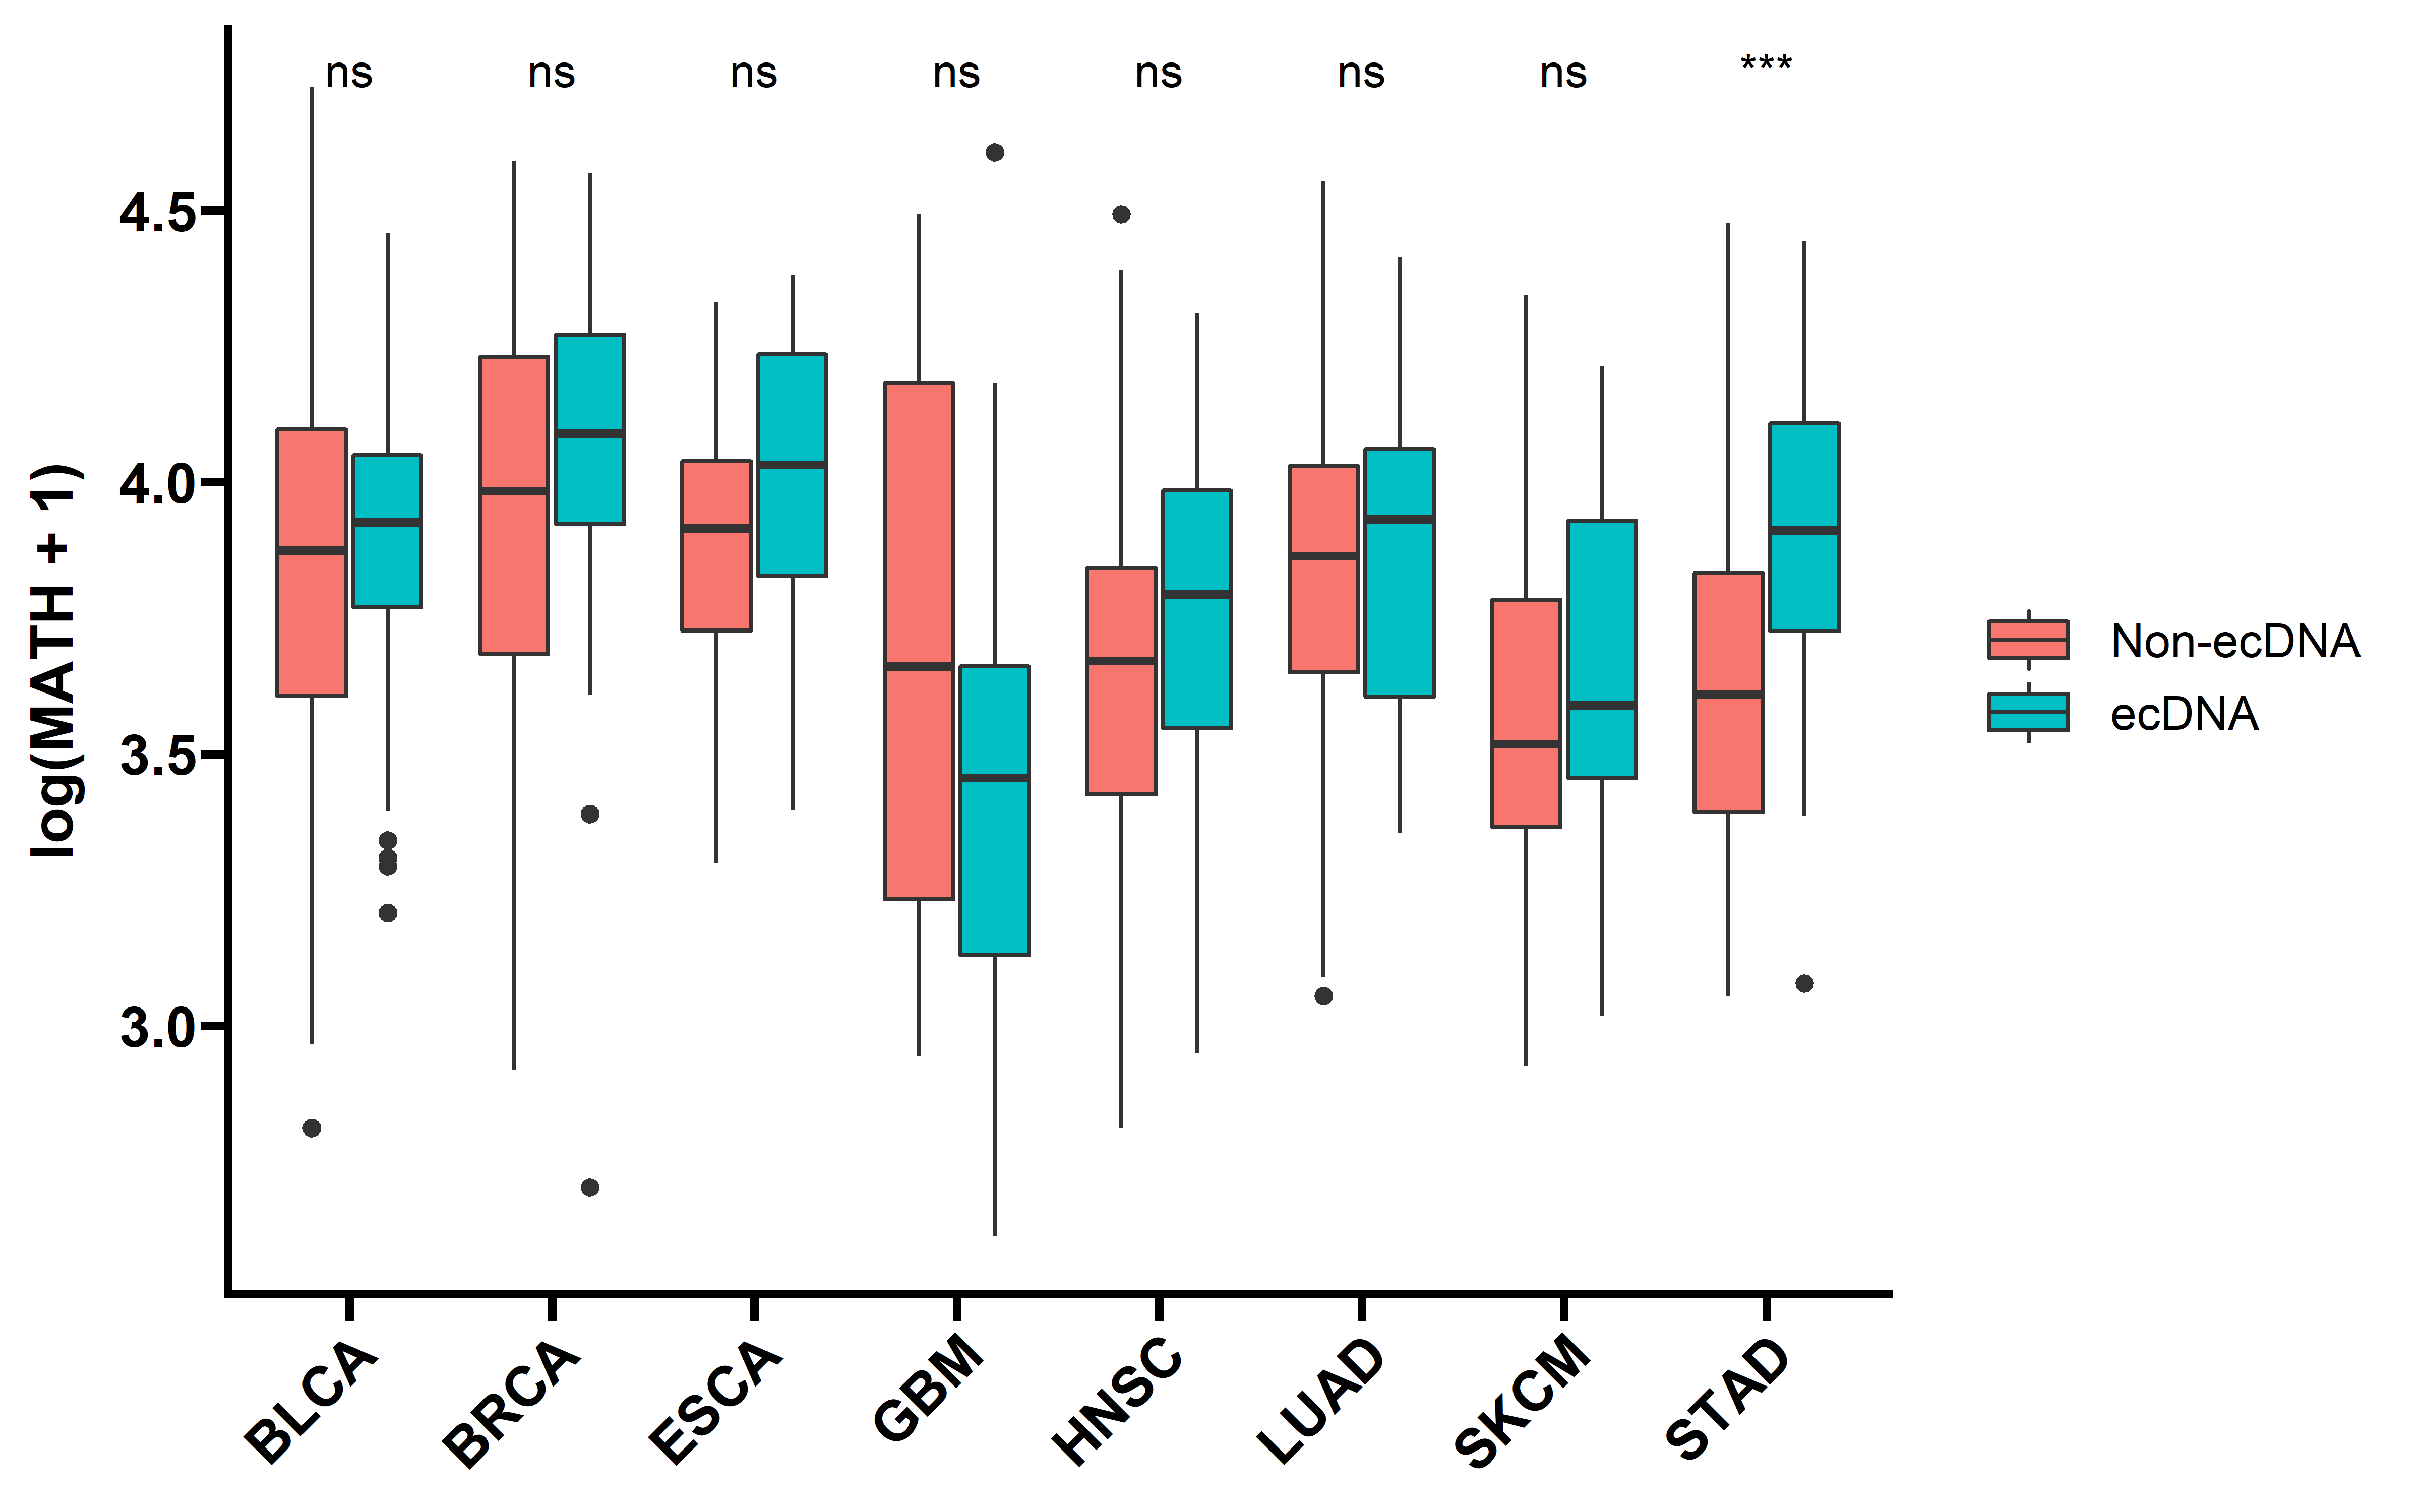 ns ns ns ns ns ns ns ***
log(MATH + 1)
4.5
4.0
3.5
3.0
BLCA BRCA ESCA GBM HNSC LUAD SKCM STAD
Non-ecDNA
ecDNA